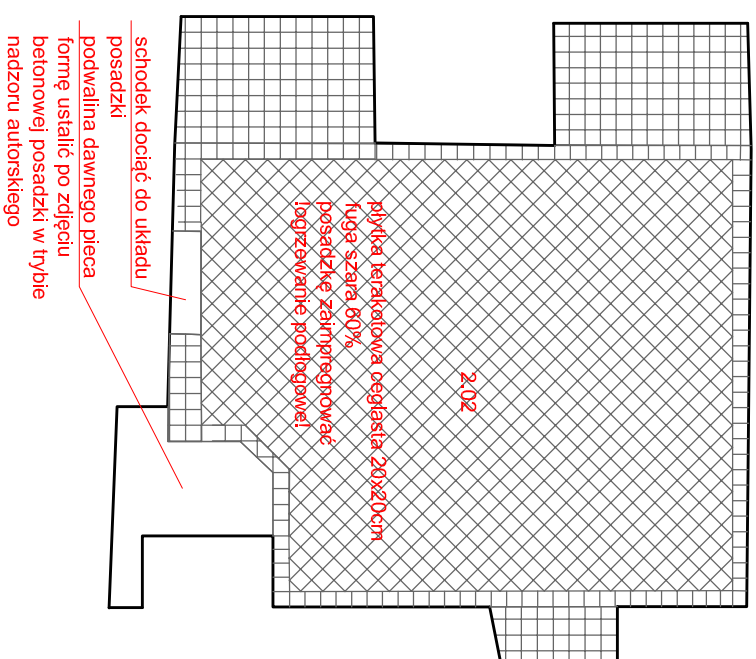 2.02
płytka terakotowa ceglasta 20x20cm
fuga szara 60%
posadzkę zaimpregnować
!ogrzewanie podłogowe!
schodek dociąć do układu
posadzki
podwalina dawnego pieca
formę ustalić po zdjęciu
betonowej posadzki w trybie
nadzoru autorskiego